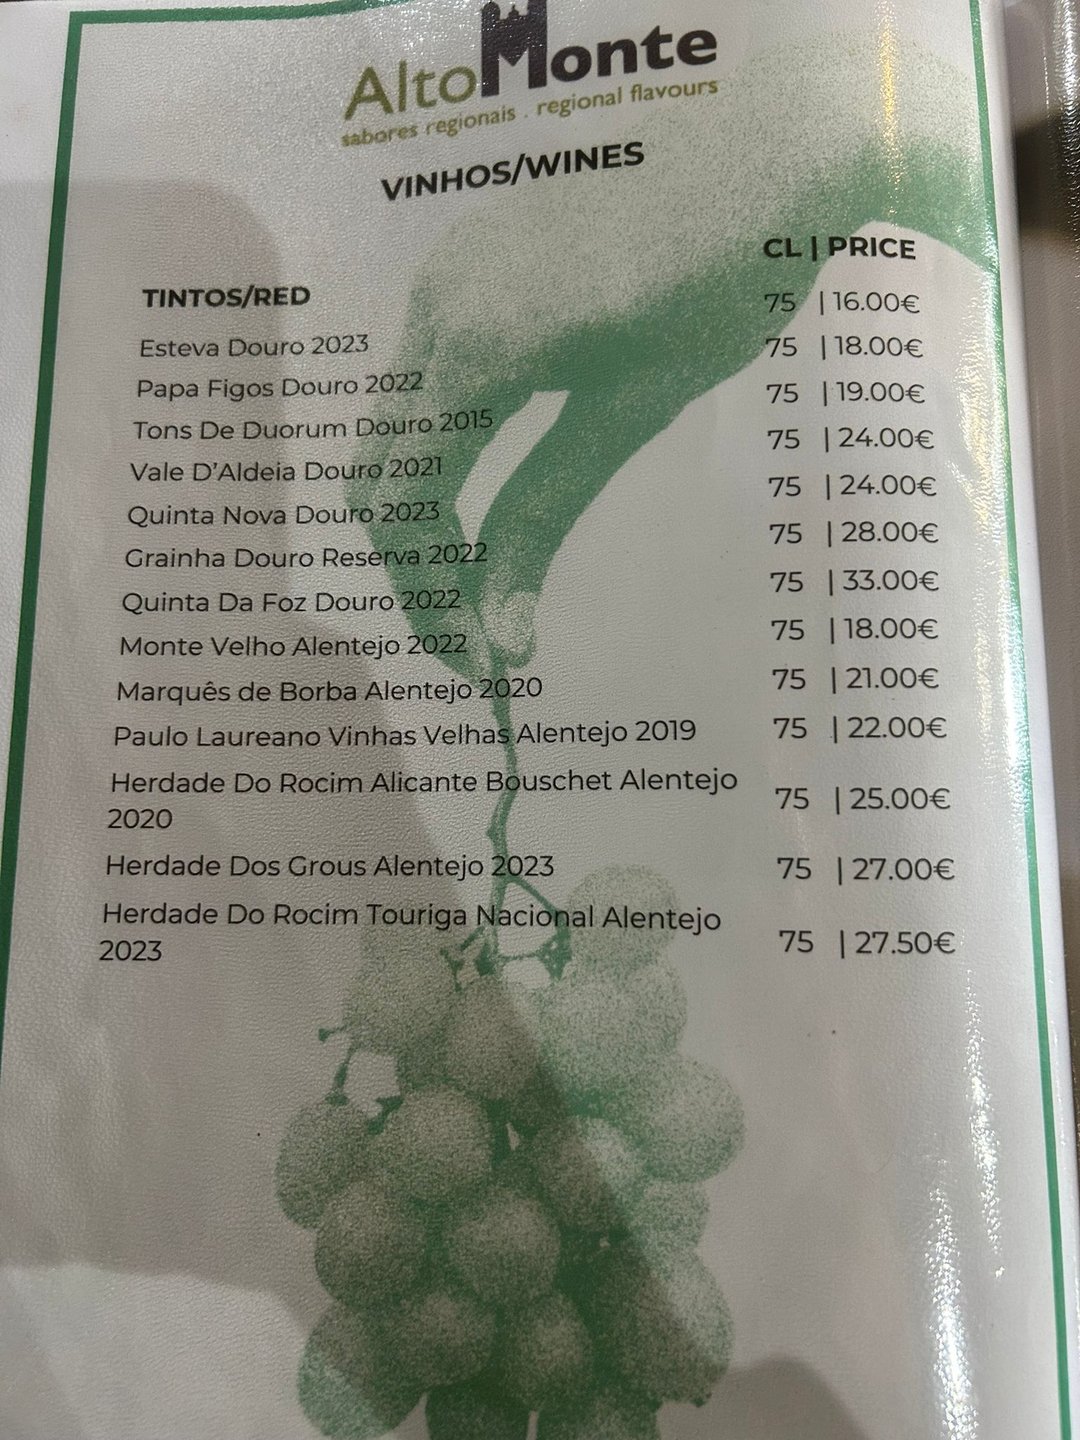 AltoMonte
sabores regionais . regional flavours
VINHOS/WINES
CL | PRICE
TINTOS/RED
Esteva Douro 2023 75 | 16.00€
Papa Figos Douro 2022 75 | 18.00€
Tons De Duorum Douro 2015 75 | 19.00€
Vale D'Aldeia Douro 2021 75 | 24.00€
Quinta Nova Douro 2023 75 | 24.00€
Grainha Douro Reserva 2022 75 | 28.00€
Quinta Da Foz Douro 2022 75 | 33.00€
Monte Velho Alentejo 2022 75 | 18.00€
Marquês de Borba Alentejo 2020 75 | 21.00€
Paulo Laureano Vinhas Velhas Alentejo 2019 75 | 22.00€
Herdade Do Rocim Alicante Bouschet Alentejo
2020 75 | 25.00€
Herdade Dos Grous Alentejo 2023 75 | 27.00€
Herdade Do Rocim Touriga Nacional Alentejo
2023 75 | 27.50€